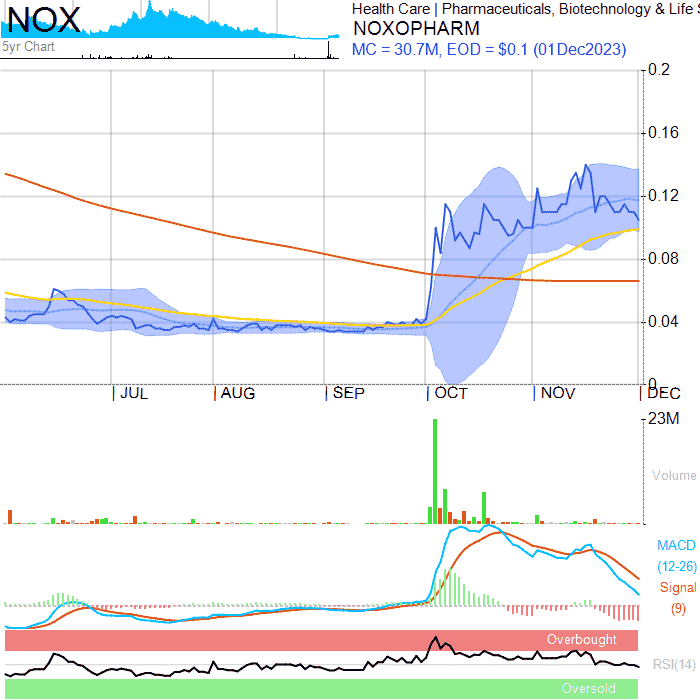 NOX
5yr Chart
Health Care | Pharmaceuticals, Biotechnology & Life S
NOXOPHARM
MC = 30.7M, EOD = $0.1 (01Dec2023)
0.2
0.16
0.12
0.08
0.04
0
JUL
AUG
SEP
OCT
NOV
DEC
23M
Volume
MACD
(12-26)
Signal
(9)
Overbought
RSI(14)
Oversold